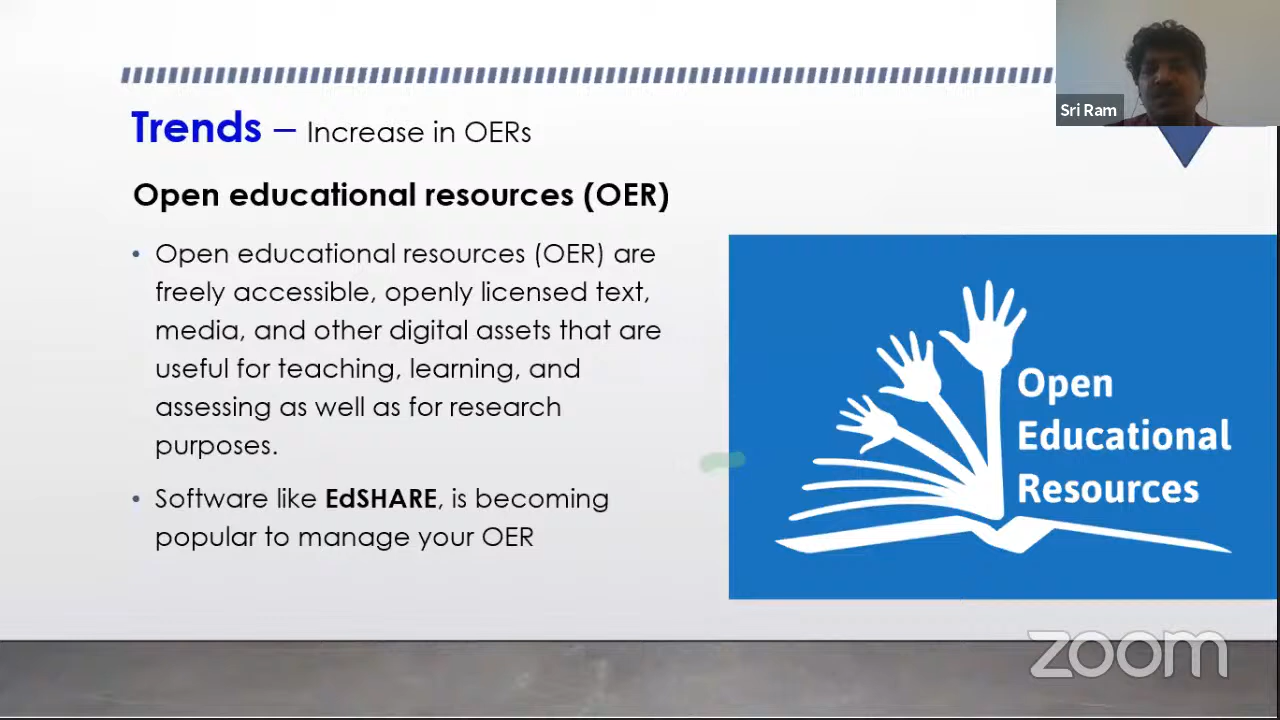 Sri Ram
Trends – Increase in OERs
Open educational resources (OER)
• Open educational resources (OER) are
freely accessible, openly licensed text,
media, and other digital assets that are
useful for teaching, learning, and
assessing as well as for research
purposes.
• Software like EdSHARE, is becoming
popular to manage your OER
Open
Educational
Resources
zoom